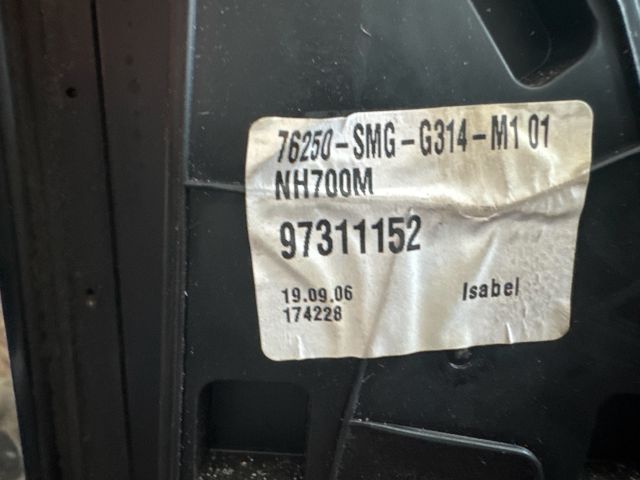 76250-SMG-G314-M1 01
NH700M
97311152
19.09.06 Isabel
174228